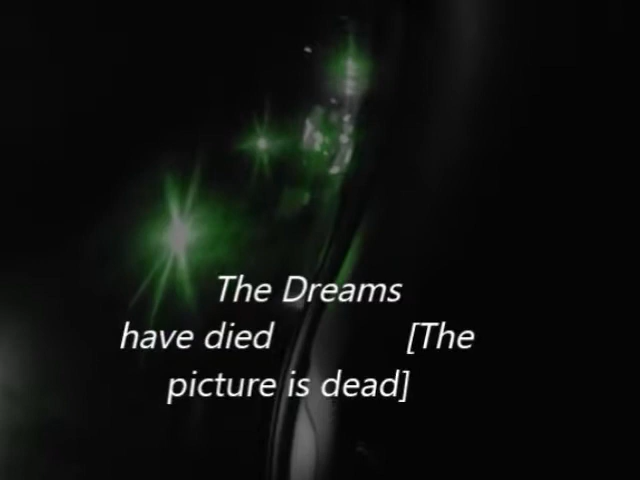 The Dreams
have died [The
picture is dead]